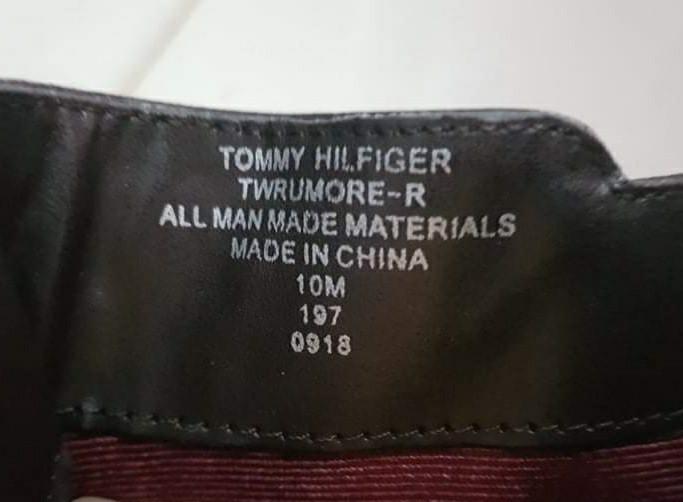 TOMMY HILFIGER
TWRUMORE-R
ALL MAN MADE MATERIALS
MADE IN CHINA
10M
197
0918